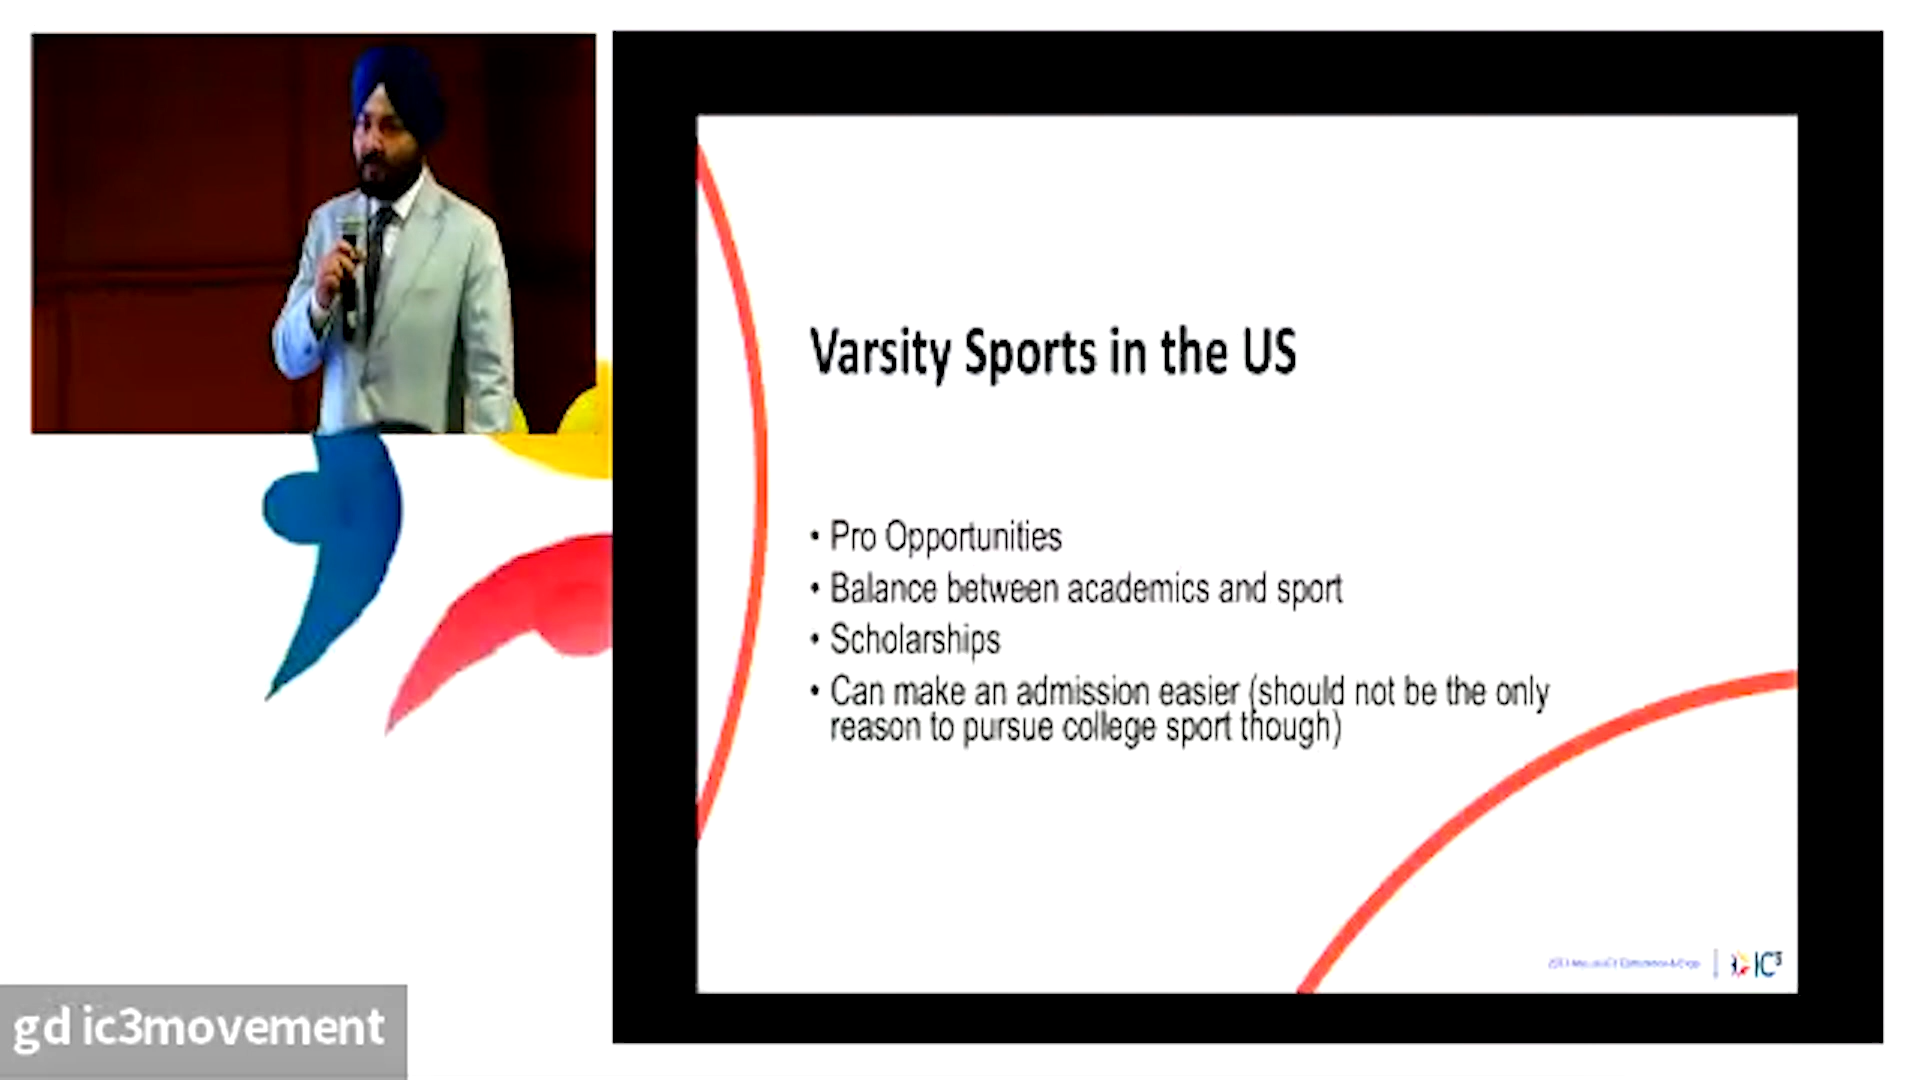 Varsity Sports in the US
• Pro Opportunities
• Balance between academics and sport
• Scholarships
• Can make an admission easier (should not be the only
reason to pursue college sport though)
IC3
gd ic3movement